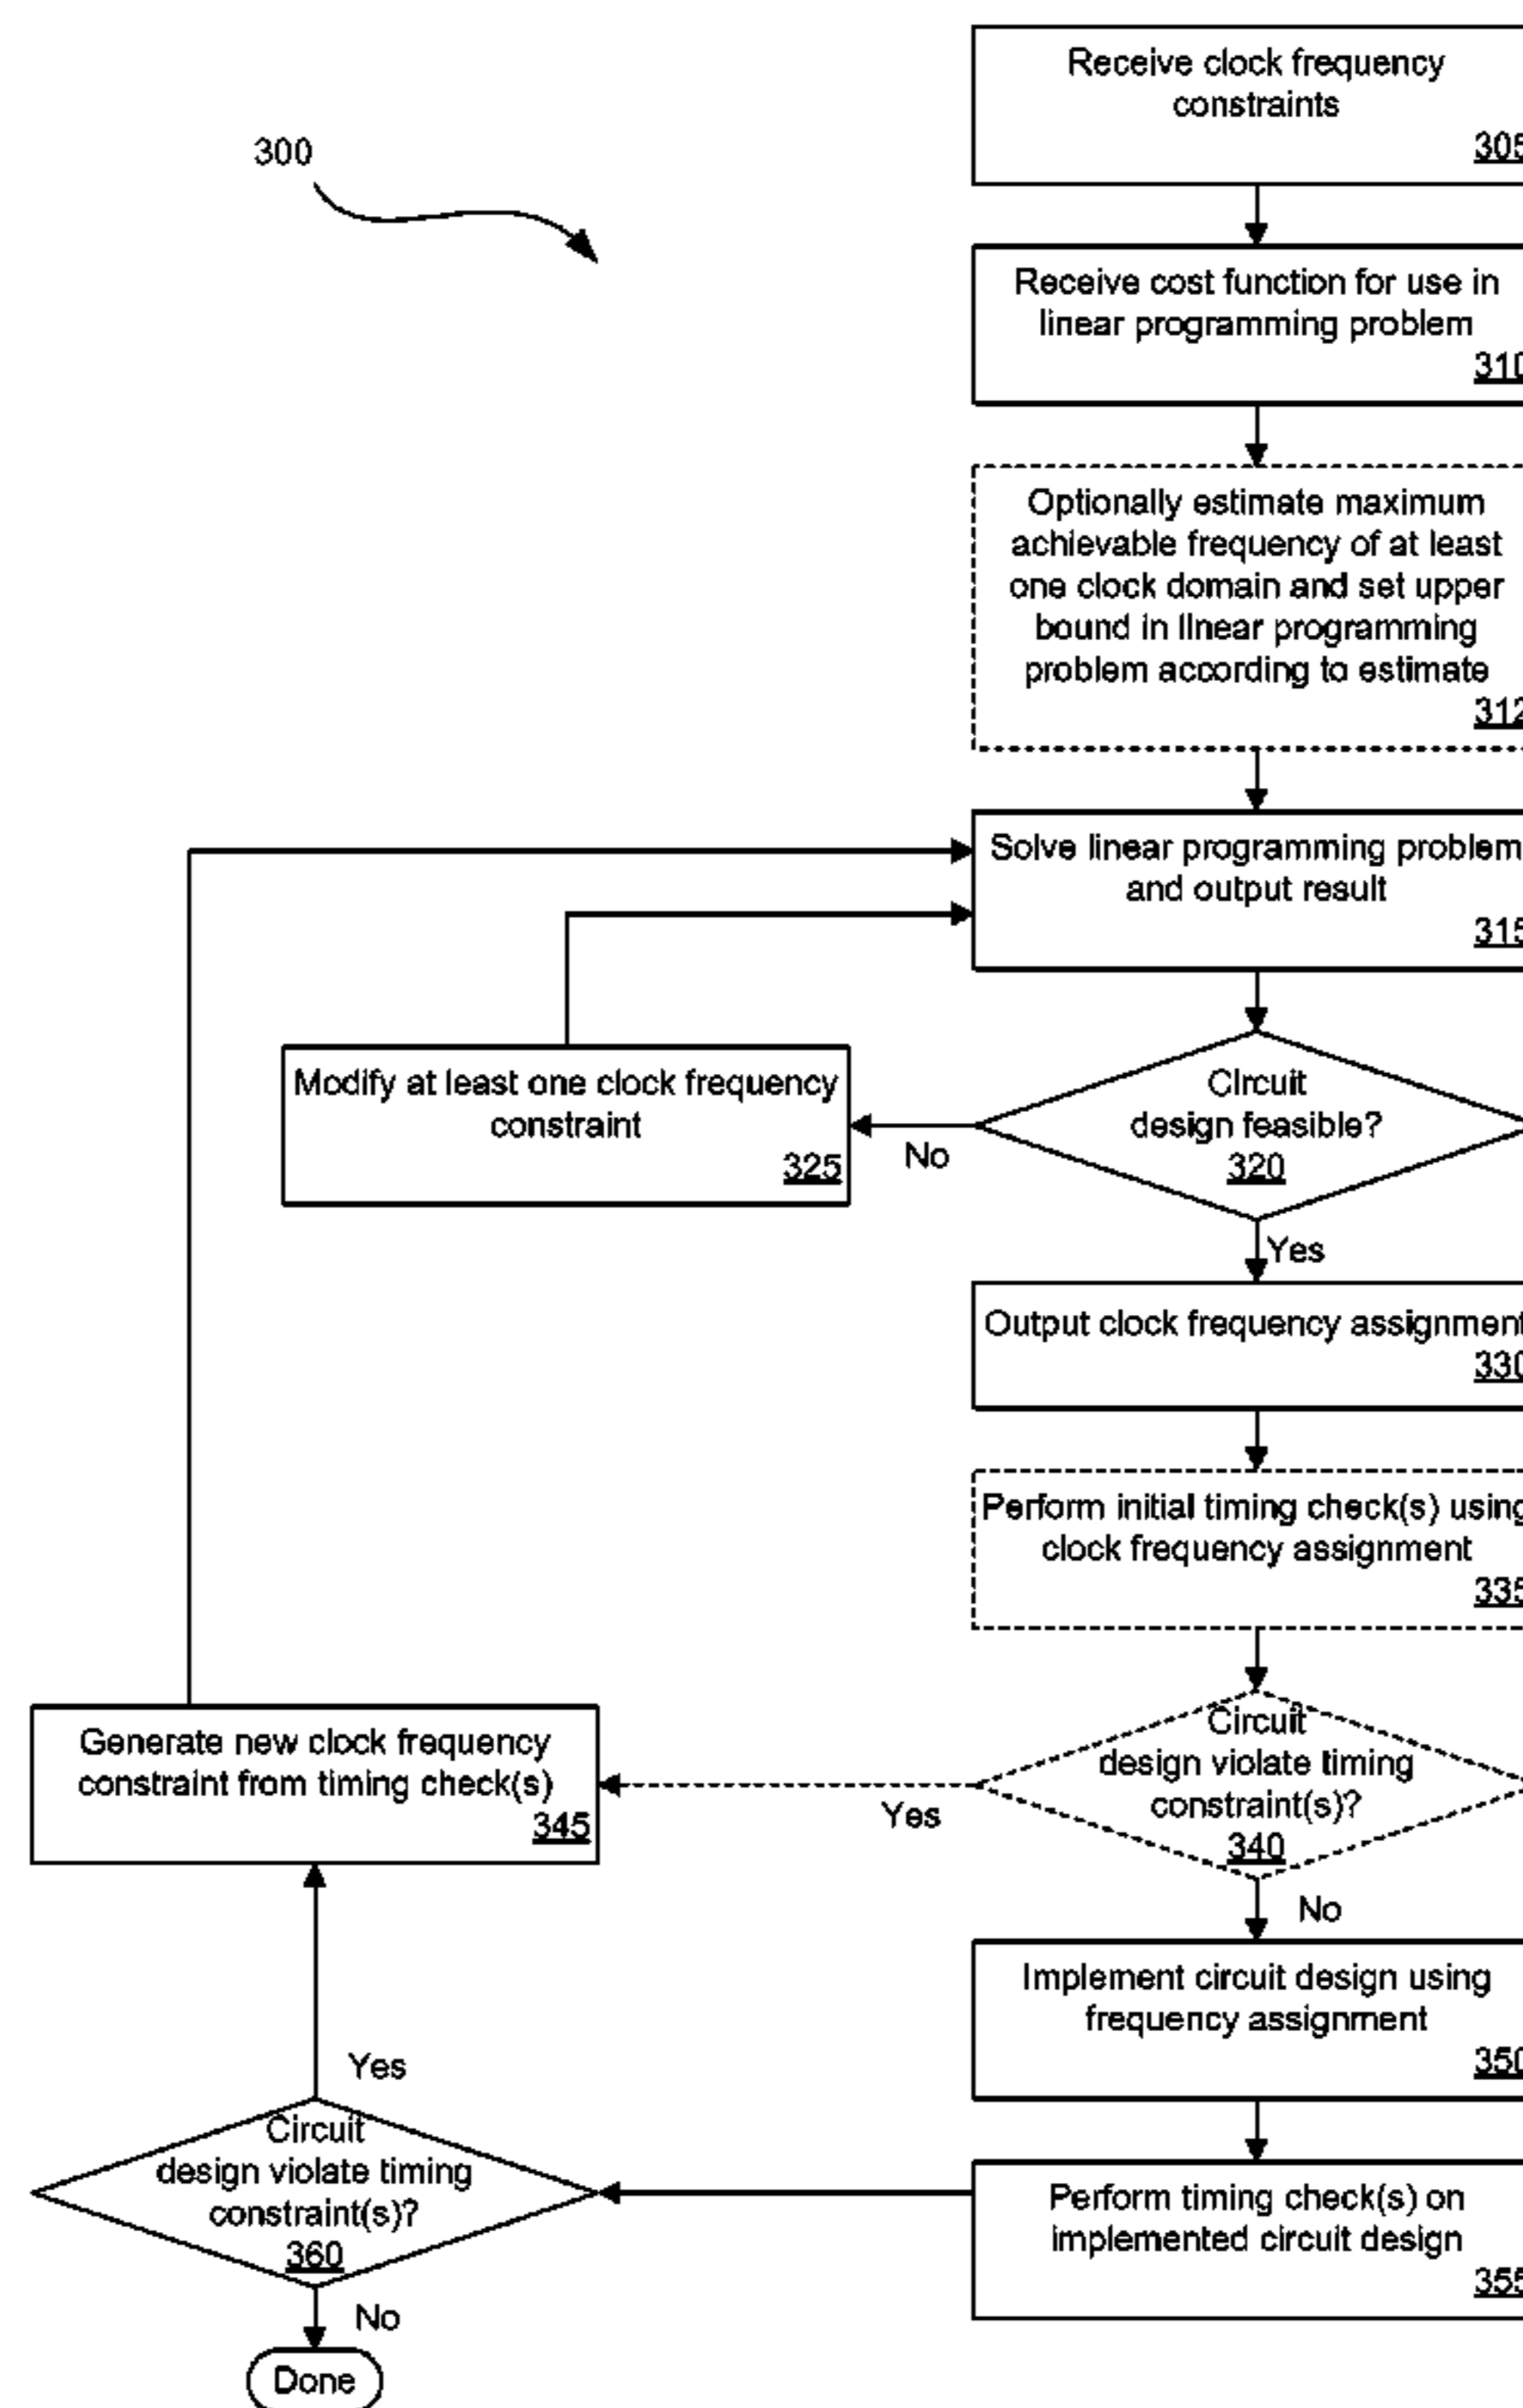 300
Receive clock frequency
constraints
305
Receive cost function for use in
linear programming problem
310
Optionally estimate maximum
achievable frequency of at least
one clock domain and set upper
bound in linear programming
problem according to estimate
312
Solve linear programming problem
and output result
315
Modify at least one clock frequency
constraint
325
Circuit
design feasible?
320
No
Yes
Output clock frequency assignment
330
Perform initial timing check(s) using
clock frequency assignment
335
Generate new clock frequency
constraint from timing check(s)
345
Circuit
design violate timing
constraint(s)?
340
Yes
No
Implement circuit design using
frequency assignment
350
Yes
Circuit
design violate timing
constraint(s)?
360
Perform timing check(s) on
implemented circuit design
355
No
Done